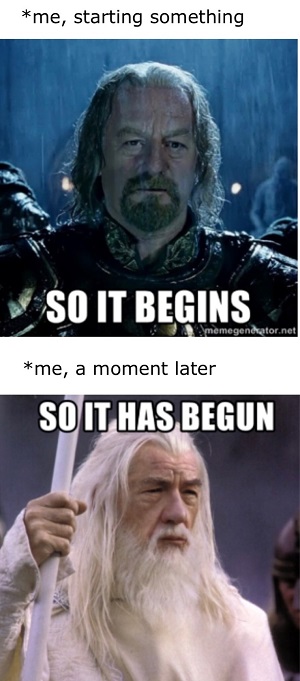 *me, starting something
SO IT BEGINS
memegenerator.net
*me, a moment later
SO IT HAS BEGUN